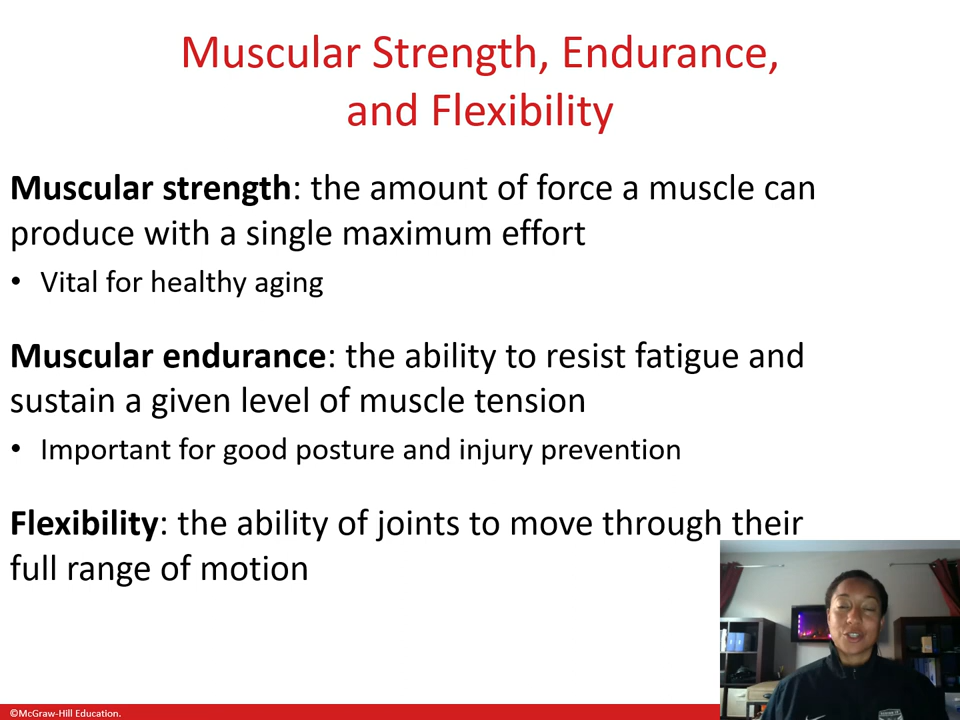 Muscular Strength, Endurance,
and Flexibility
Muscular strength: the amount of force a muscle can
produce with a single maximum effort
• Vital for healthy aging
Muscular endurance: the ability to resist fatigue and
sustain a given level of muscle tension
• Important for good posture and injury prevention
Flexibility: the ability of joints to move through their
full range of motion
©McGraw-Hill Education.